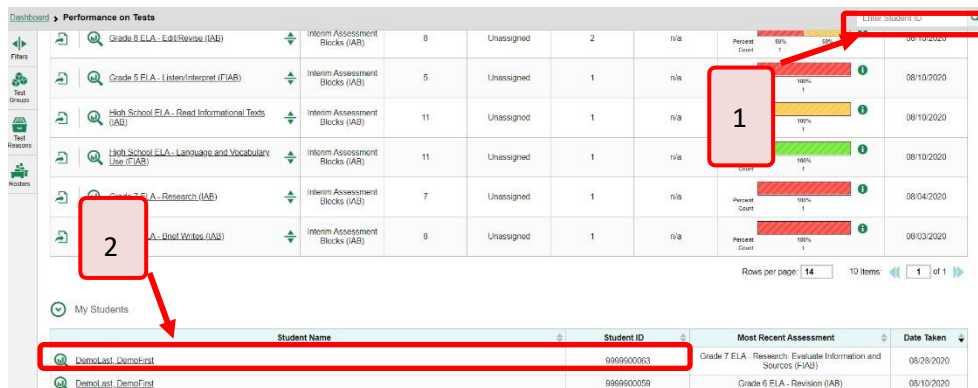 Dashboard > Performance on Tests
Enter Student ID
Filters
Test Groups
Test Reasons
Rosters
Grade 8 ELA - Edit/Revise (IAB)
Interim Assessment Blocks (IAB)
8
Unassigned
2
n/a
Percent 50% 50%
Count 1
08/10/2020
Grade 5 ELA - Listen/Interpret (FIAB)
Interim Assessment Blocks (IAB)
5
Unassigned
1
n/a
100%
1
08/10/2020
High School ELA - Read Informational Texts (IAB)
Interim Assessment Blocks (IAB)
11
Unassigned
1
n/a
100%
1
08/10/2020
High School ELA - Language and Vocabulary Use (FIAB)
Interim Assessment Blocks (IAB)
11
Unassigned
1
n/a
100%
1
08/10/2020
Grade 7 ELA - Research (IAB)
Interim Assessment Blocks (IAB)
7
Unassigned
1
n/a
Percent 100%
Count 1
08/04/2020
ELA - Brief Writes (IAB)
Interim Assessment Blocks (IAB)
8
Unassigned
1
n/a
Percent 100%
Count 1
08/03/2020
1
2
Rows per page: 14 10 Items: 1 of 1
My Students
Student Name
Student ID
Most Recent Assessment
Date Taken
DemoLast, DemoFirst
9999900063
Grade 7 ELA - Research: Evaluate Information and Sources (FIAB)
08/28/2020
DemoLast, DemoFirst
9999900059
Grade 6 ELA - Revision (IAB)
08/10/2020